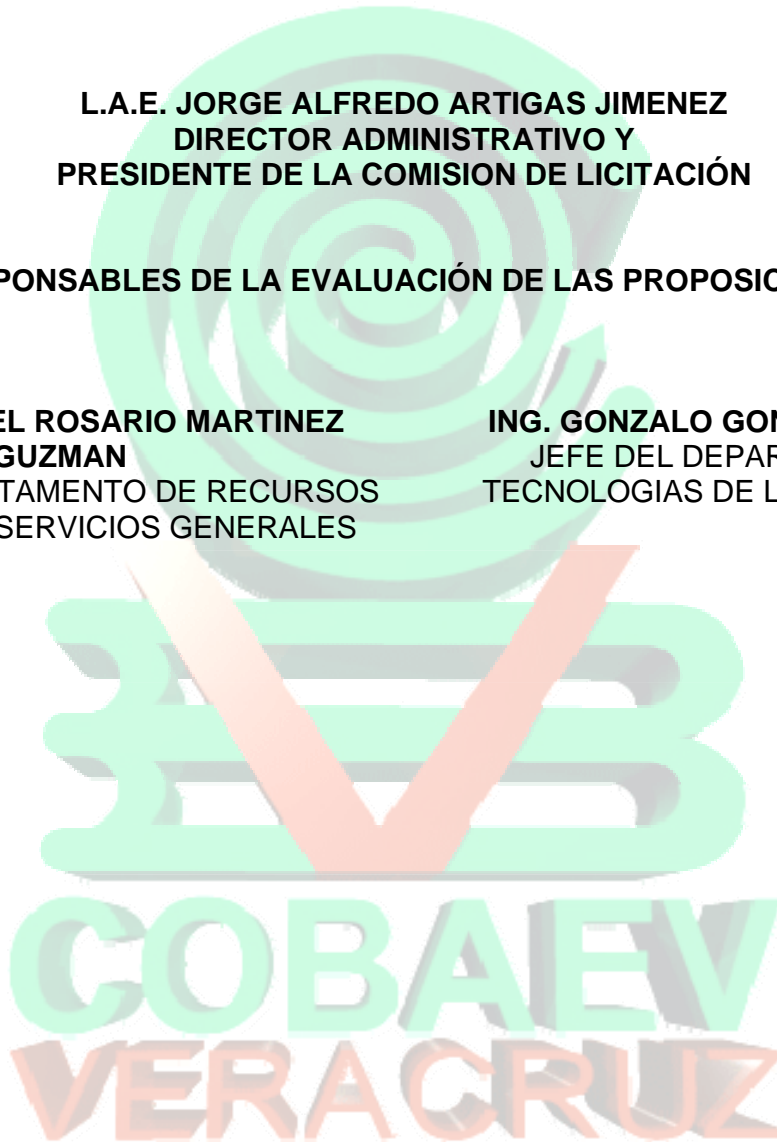 L.A.E. JORGE ALFREDO ARTIGAS JIMENEZ
DIRECTOR ADMINISTRATIVO Y
PRESIDENTE DE LA COMISION DE LICITACIÓN
PONSABLES DE LA EVALUACIÓN DE LAS PROPOSIC
EL ROSARIO MARTINEZ
GUZMAN
TAMENTO DE RECURSOS
SERVICIOS GENERALES
ING. GONZALO GON
JEFE DEL DEPAR
TECNOLOGIAS DE L
COBAEV
VERACRUZ